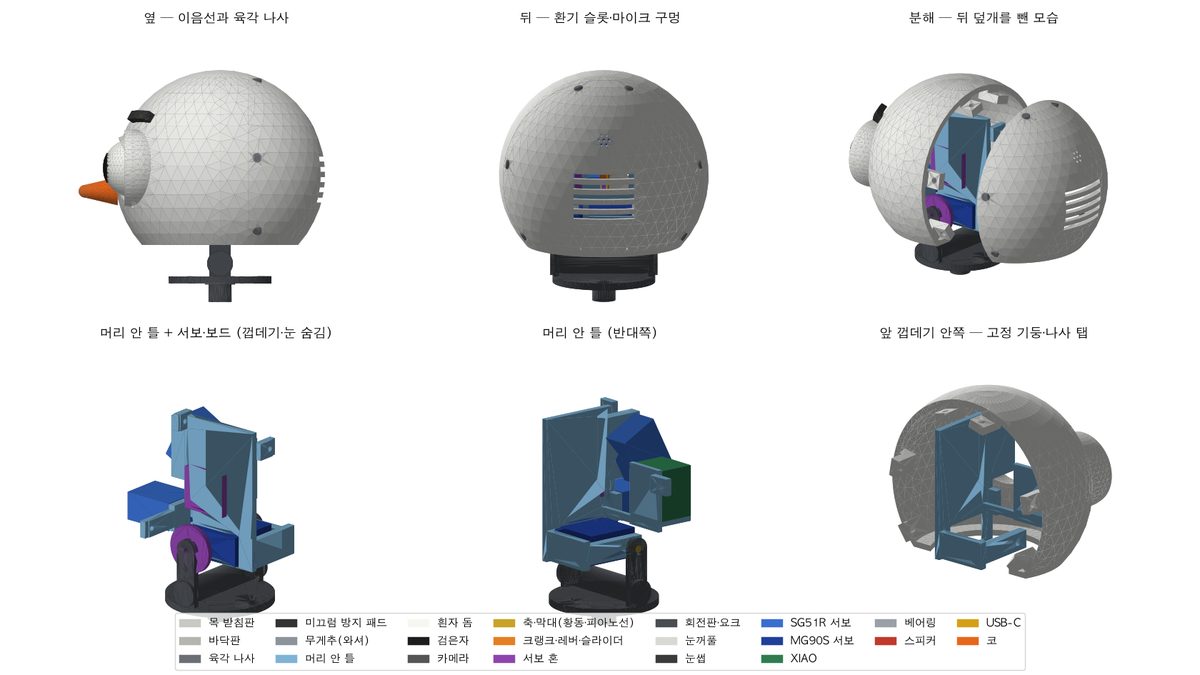 옆 — 이음선과 육각 나사
뒤 — 환기 슬롯·마이크 구멍
분해 — 뒤 덮개를 뺀 모습
머리 안 틀 + 서보·보드 (껍데기·눈 숨김)
머리 안 틀 (반대쪽)
앞 껍데기 안쪽 — 고정 기둥·나사 탭
목 받침판
바닥판
육각 나사
미끄럼 방지 패드
무게추(와셔)
머리 안 틀
흰자 돔
검은자
카메라
축·막대(황동·피아노선)
크랭크·레버·슬라이더
서보 혼
회전판·요크
눈꺼풀
눈썹
SG51R 서보
MG90S 서보
XIAO
베어링
스피커
USB-C
코